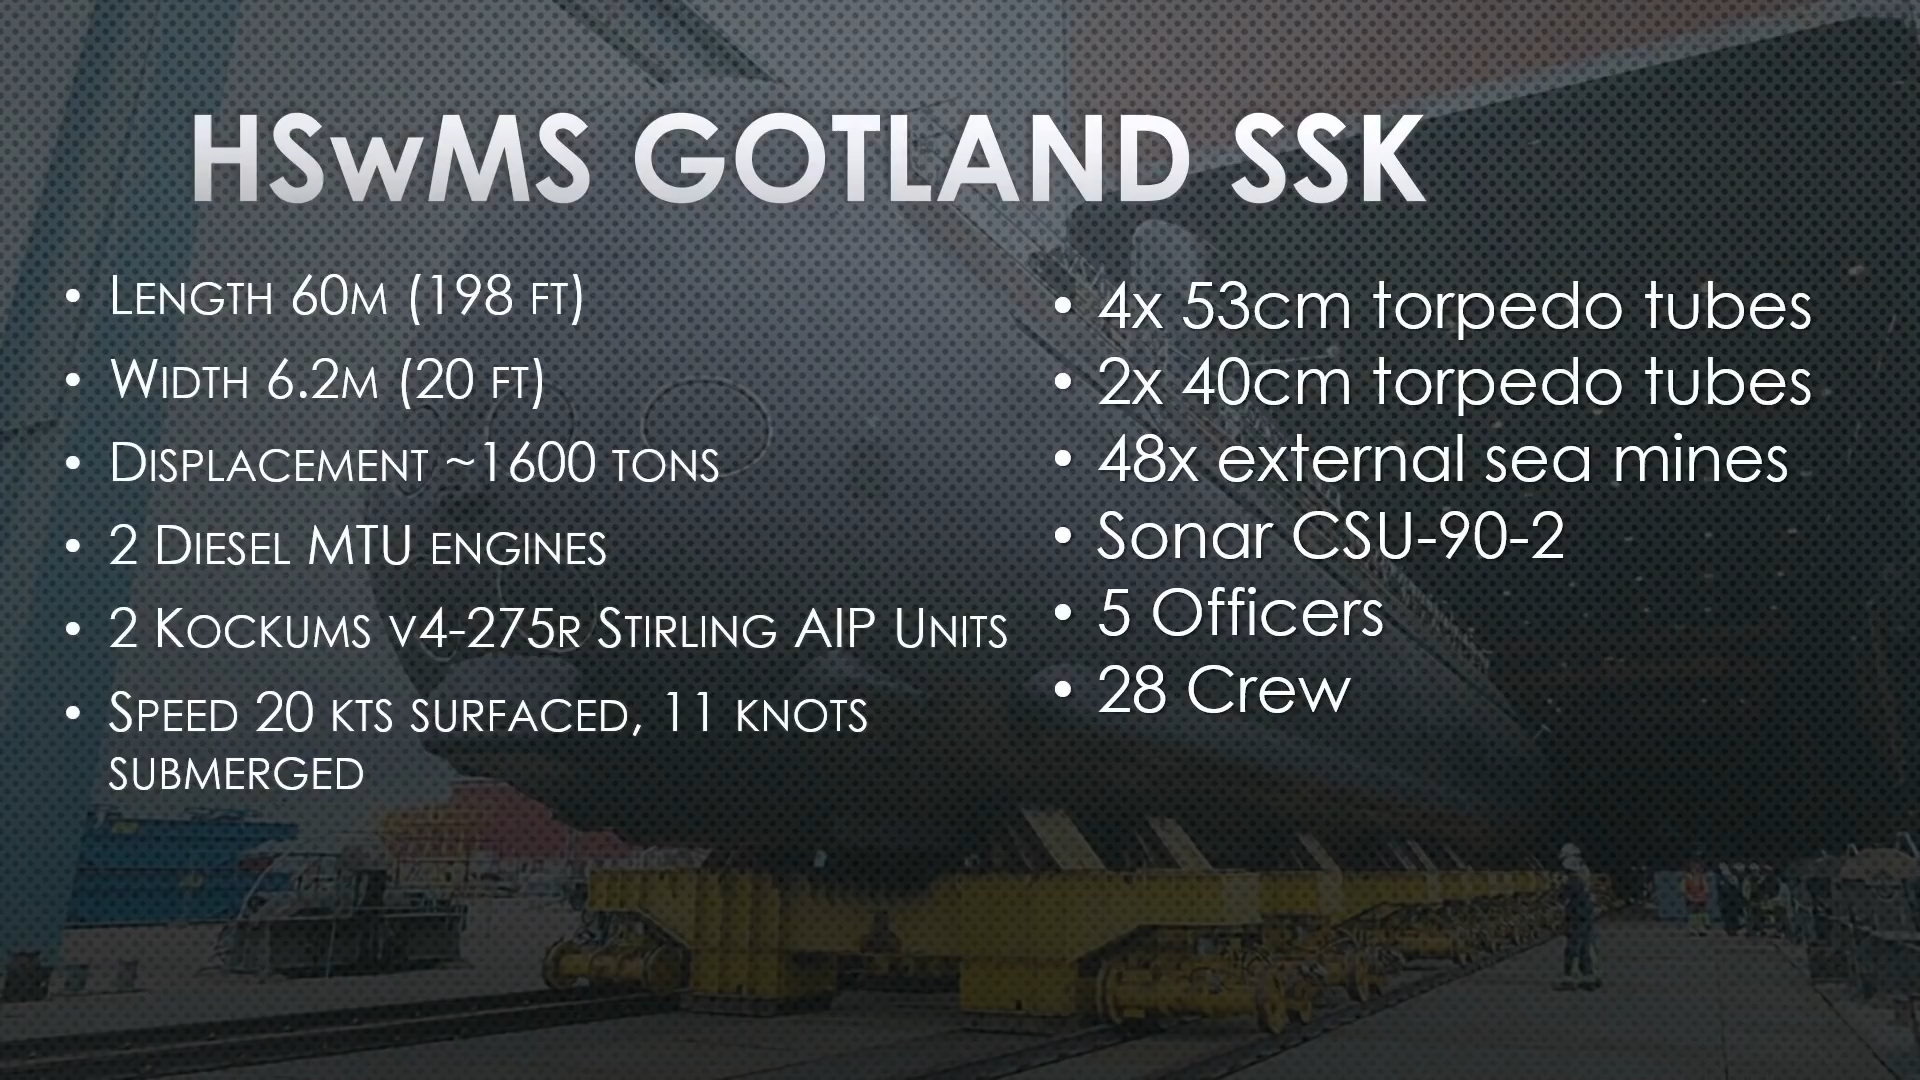 HSwMS GOTLAND SSK
• Length 60m (198 ft)
• Width 6.2m (20 ft)
• Displacement ~1600 tons
• 2 Diesel MTU engines
• 2 Kockums v4-275r Stirling AIP Units
• Speed 20 kts surfaced, 11 knots
submerged
• 4x 53cm torpedo tubes
• 2x 40cm torpedo tubes
• 48x external sea mines
• Sonar CSU-90-2
• 5 Officers
• 28 Crew